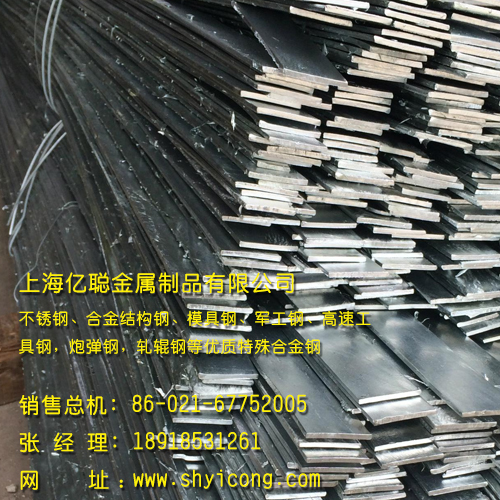 上海亿聪金属制品有限公司
不锈钢、合金结构钢、模具钢、军工钢、高速工
具钢，炮弹钢，轧辊钢等优质特殊合金钢
销售总机：86-021-67752005
张 经 理：18918531261
网 址：www.shyicong.com